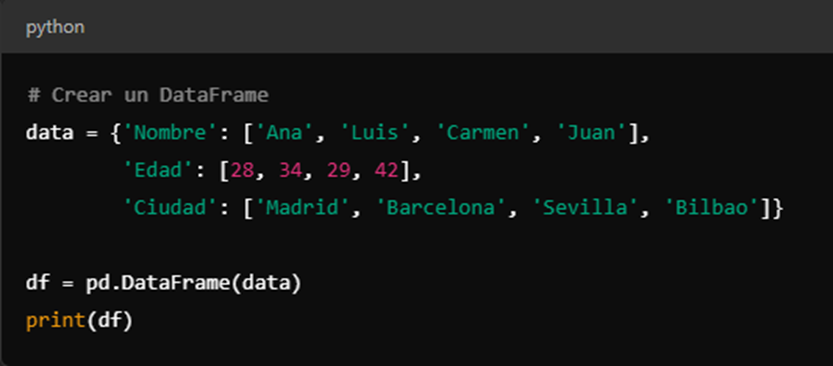 python
# Crear un DataFrame
data = {'Nombre': ['Ana', 'Luis', 'Carmen', 'Juan'],
        'Edad': [28, 34, 29, 42],
        'Ciudad': ['Madrid', 'Barcelona', 'Sevilla', 'Bilbao']}
df = pd.DataFrame(data)
print(df)